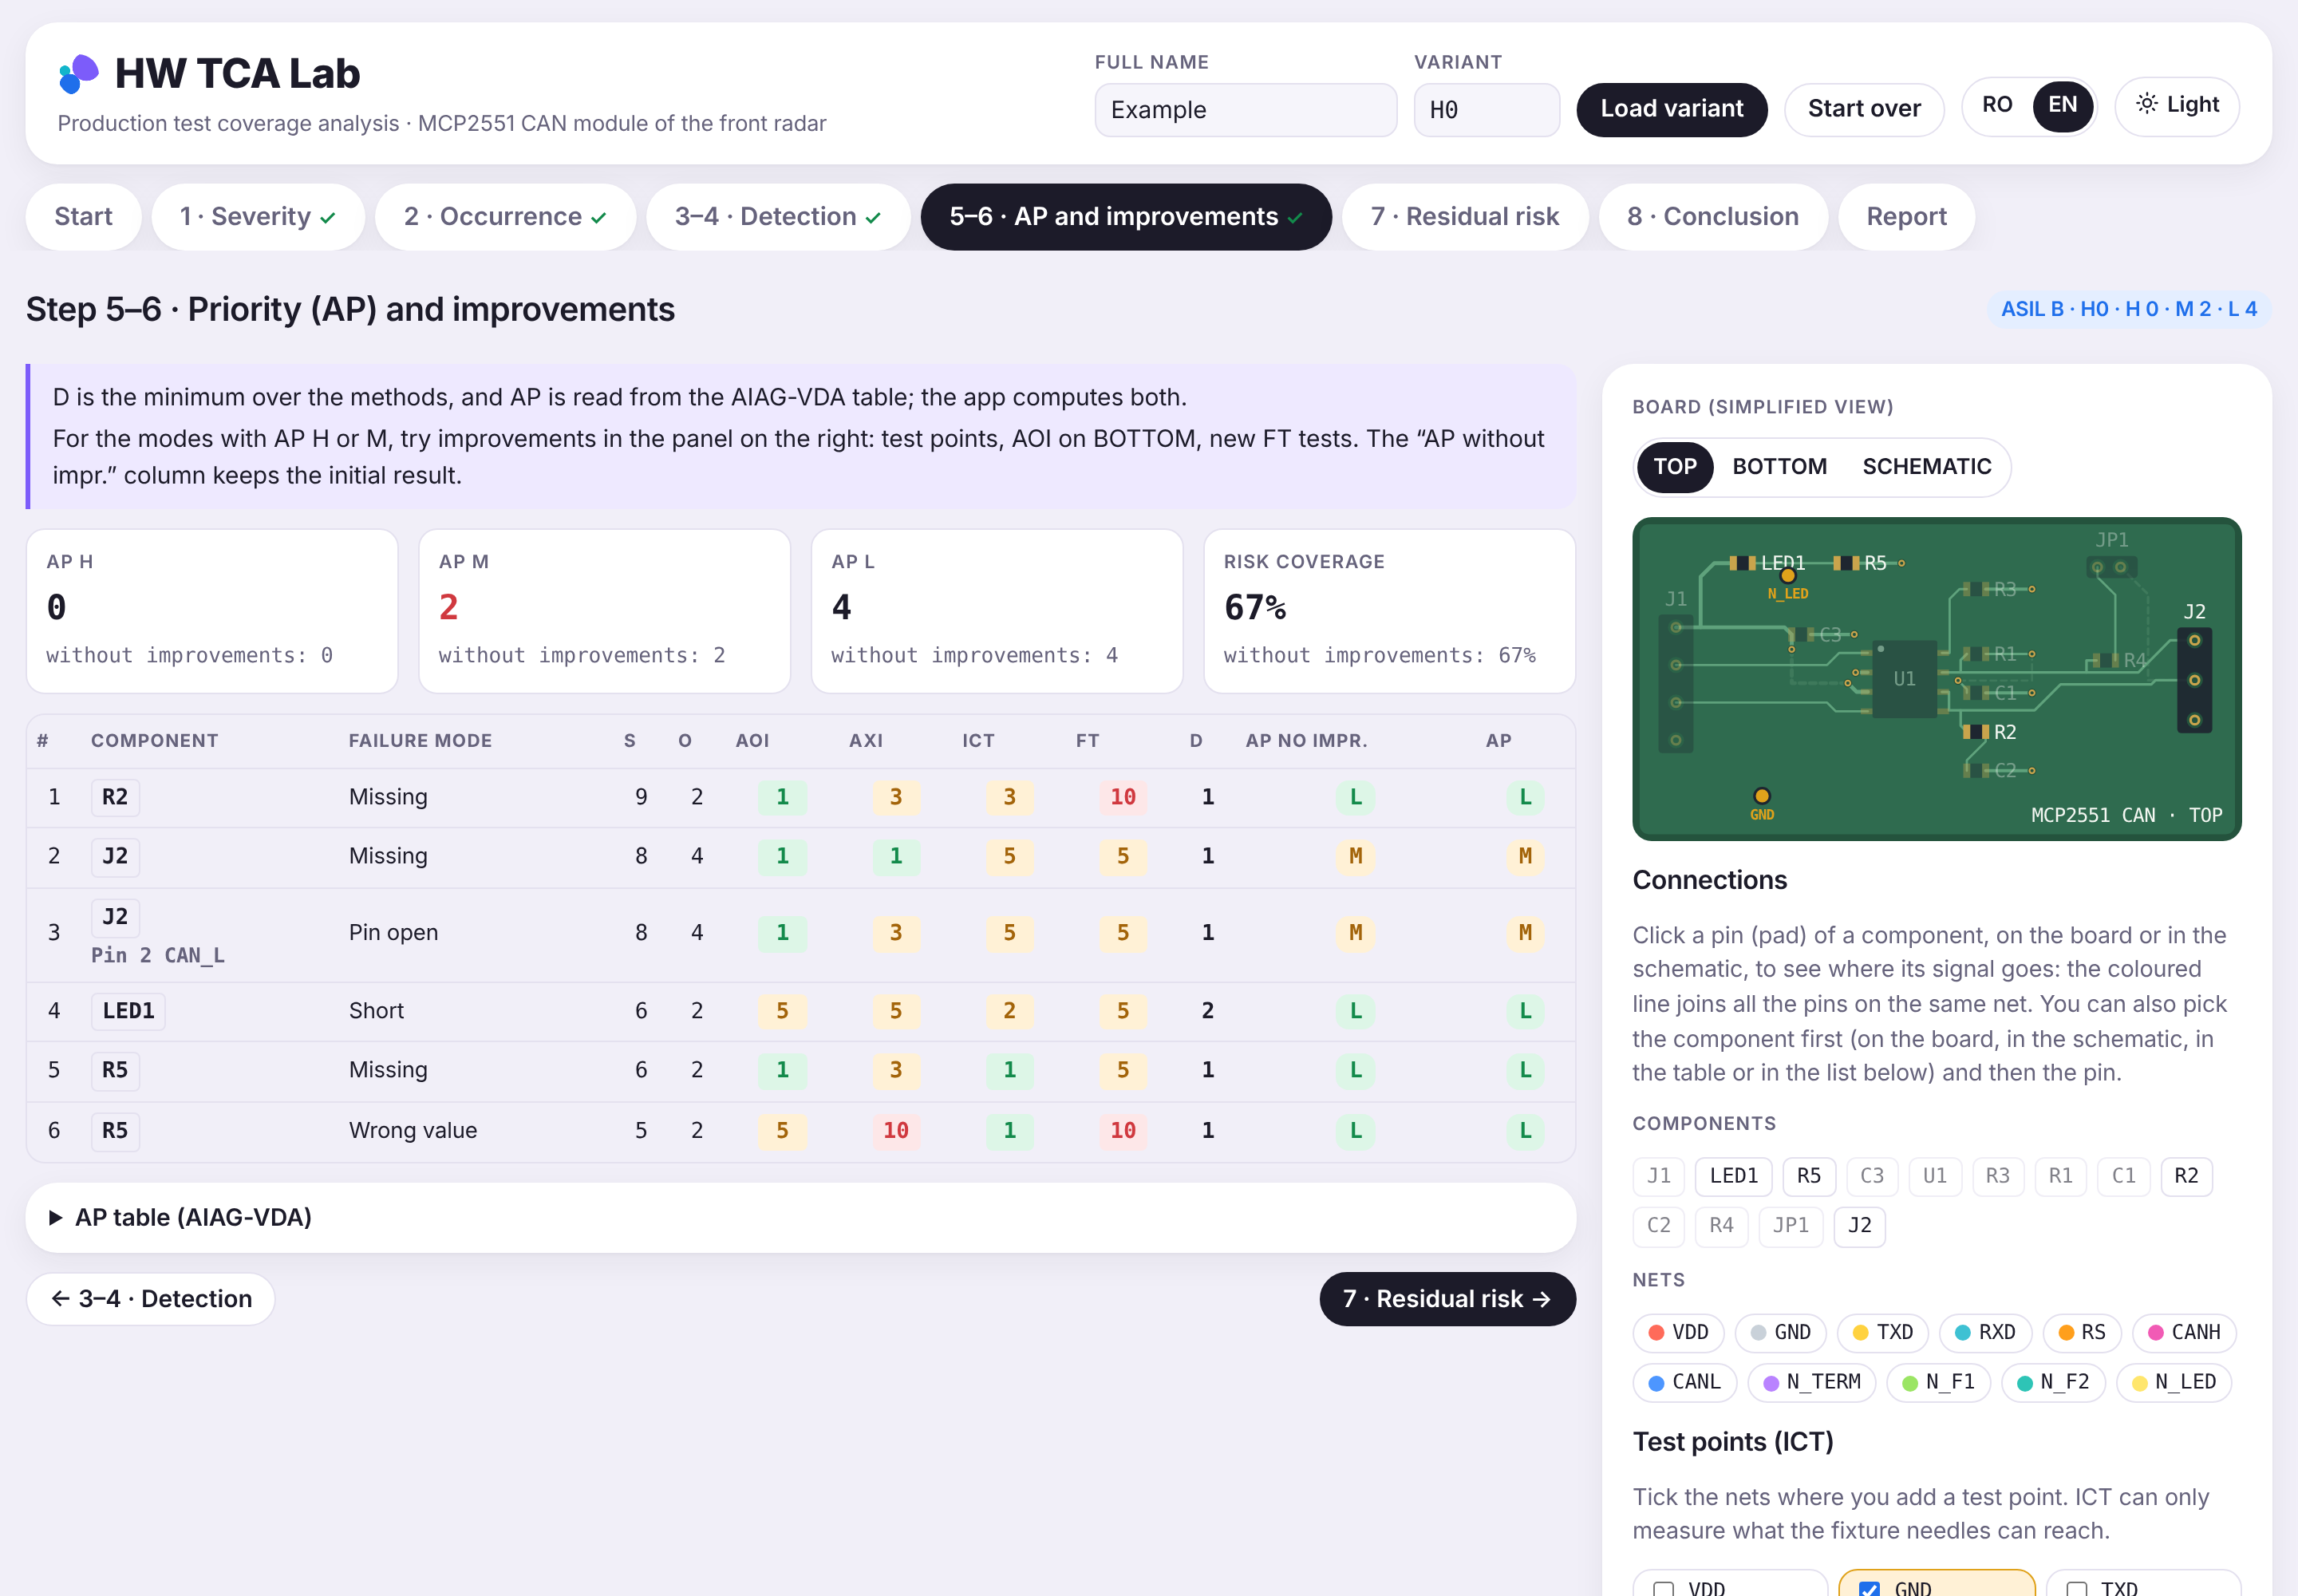 HW TCA Lab
Production test coverage analysis · MCP2551 CAN module of the front radar
FULL NAME
Example
VARIANT
H0
Load variant
Start over
RO EN
Light
Start
1 · Severity ✓
2 · Occurrence ✓
3–4 · Detection ✓
5–6 · AP and improvements ✓
7 · Residual risk
8 · Conclusion
Report
Step 5–6 · Priority (AP) and improvements
ASIL B · H0 · H 0 · M 2 · L 4
D is the minimum over the methods, and AP is read from the AIAG-VDA table; the app computes both.
For the modes with AP H or M, try improvements in the panel on the right: test points, AOI on BOTTOM, new FT tests. The “AP without
impr.” column keeps the initial result.
AP H
0
without improvements: 0
AP M
2
without improvements: 2
AP L
4
without improvements: 4
RISK COVERAGE
67%
without improvements: 67%
# COMPONENT FAILURE MODE S O AOI AXI ICT FT D AP NO IMPR. AP
1 R2 Missing 9 2 1 3 3 10 1 L L
2 J2 Missing 8 4 1 1 5 5 1 M M
3 J2 Pin open 8 4 1 3 5 5 1 M M
Pin 2 CAN_L
4 LED1 Short 6 2 5 5 2 5 2 L L
5 R5 Missing 6 2 1 3 1 5 1 L L
6 R5 Wrong value 5 2 5 10 1 10 1 L L
▶ AP table (AIAG-VDA)
← 3–4 · Detection
7 · Residual risk →
BOARD (SIMPLIFIED VIEW)
TOP BOTTOM SCHEMATIC
JP1
LED1 R5
N_LED
R3
J1
J2
C3
R1
R4
U1
C1
R2
C2
GND
MCP2551 CAN · TOP
Connections
Click a pin (pad) of a component, on the board or in the
schematic, to see where its signal goes: the coloured
line joins all the pins on the same net. You can also pick
the component first (on the board, in the schematic, in
the table or in the list below) and then the pin.
COMPONENTS
J1 LED1 R5 C3 U1 R3 R1 C1 R2
C2 R4 JP1 J2
NETS
VDD GND TXD RXD RS CANH
CANL N_TERM N_F1 N_F2 N_LED
Test points (ICT)
Tick the nets where you add a test point. ICT can only
measure what the fixture needles can reach.
VDD GND TXD